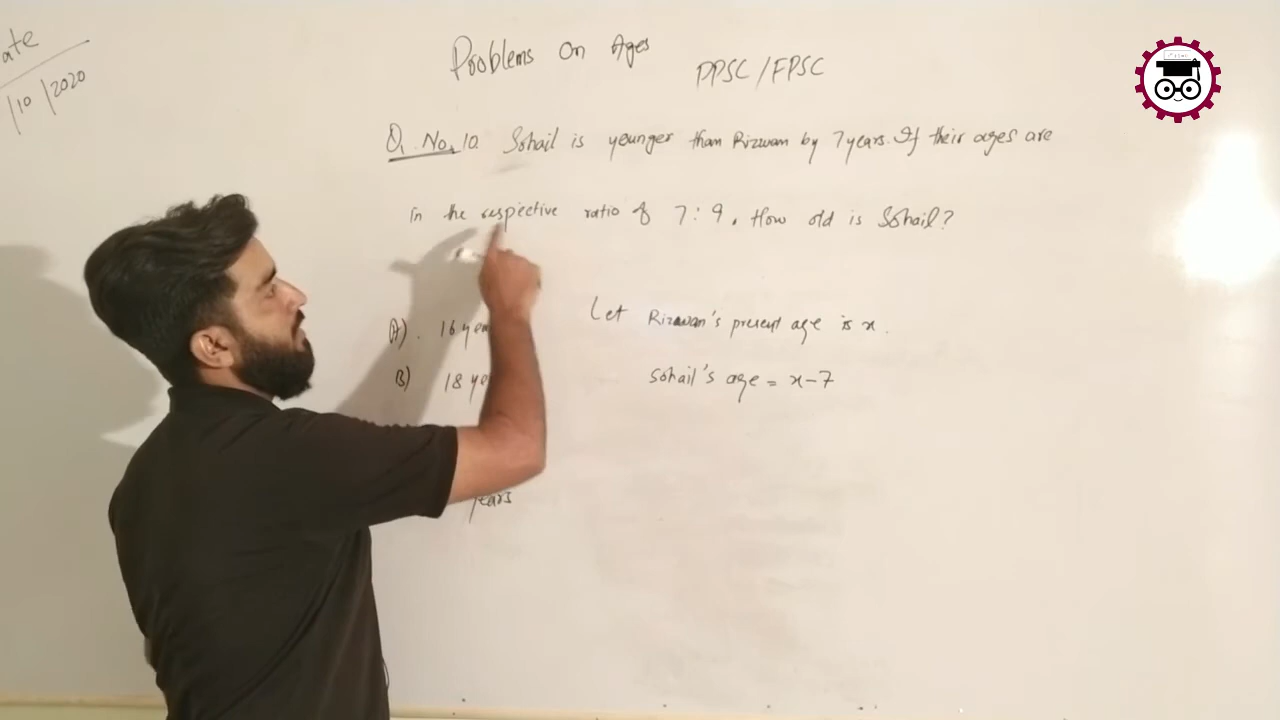 ate
/10 /2020
Problems On Ages
PPSC/FPSC
Q. No. 10. Sohail is younger than Rizwan by 7 years. If their ages are
in the respective ratio of 7:9. How old is Sohail?
A). 16 
B) 18 
years
Let Rizwan's present age is x.
Sohail's age = x-7